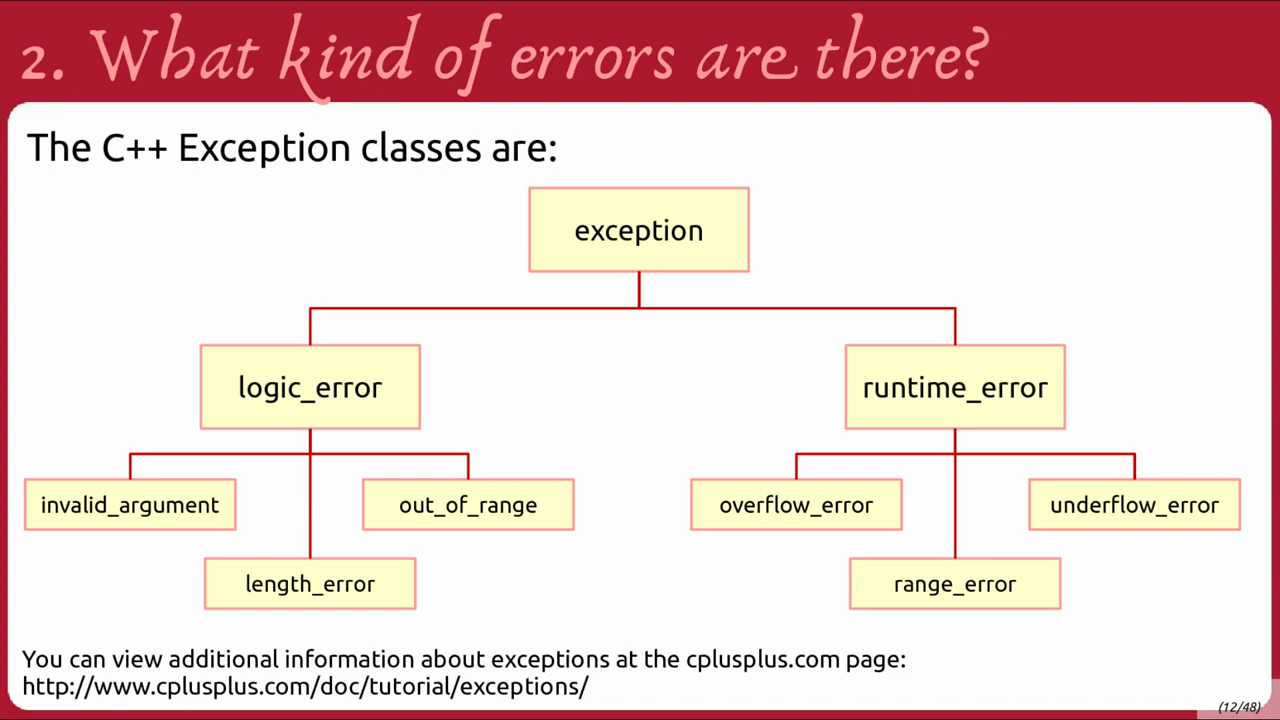 2. What kind of errors are there?
The C++ Exception classes are:
exception
logic_error
runtime_error
invalid_argument
out_of_range
overflow_error
underflow_error
length_error
range_error
You can view additional information about exceptions at the cplusplus.com page:
http://www.cplusplus.com/doc/tutorial/exceptions/
(12/48)